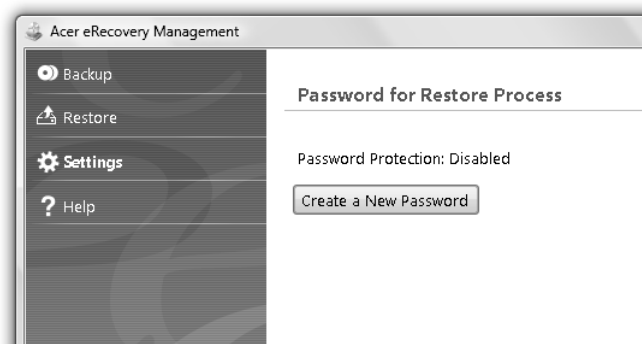 Acer eRecovery Management
Backup
Restore
Settings
? Help
Password for Restore Process
Password Protection: Disabled
Create a New Password